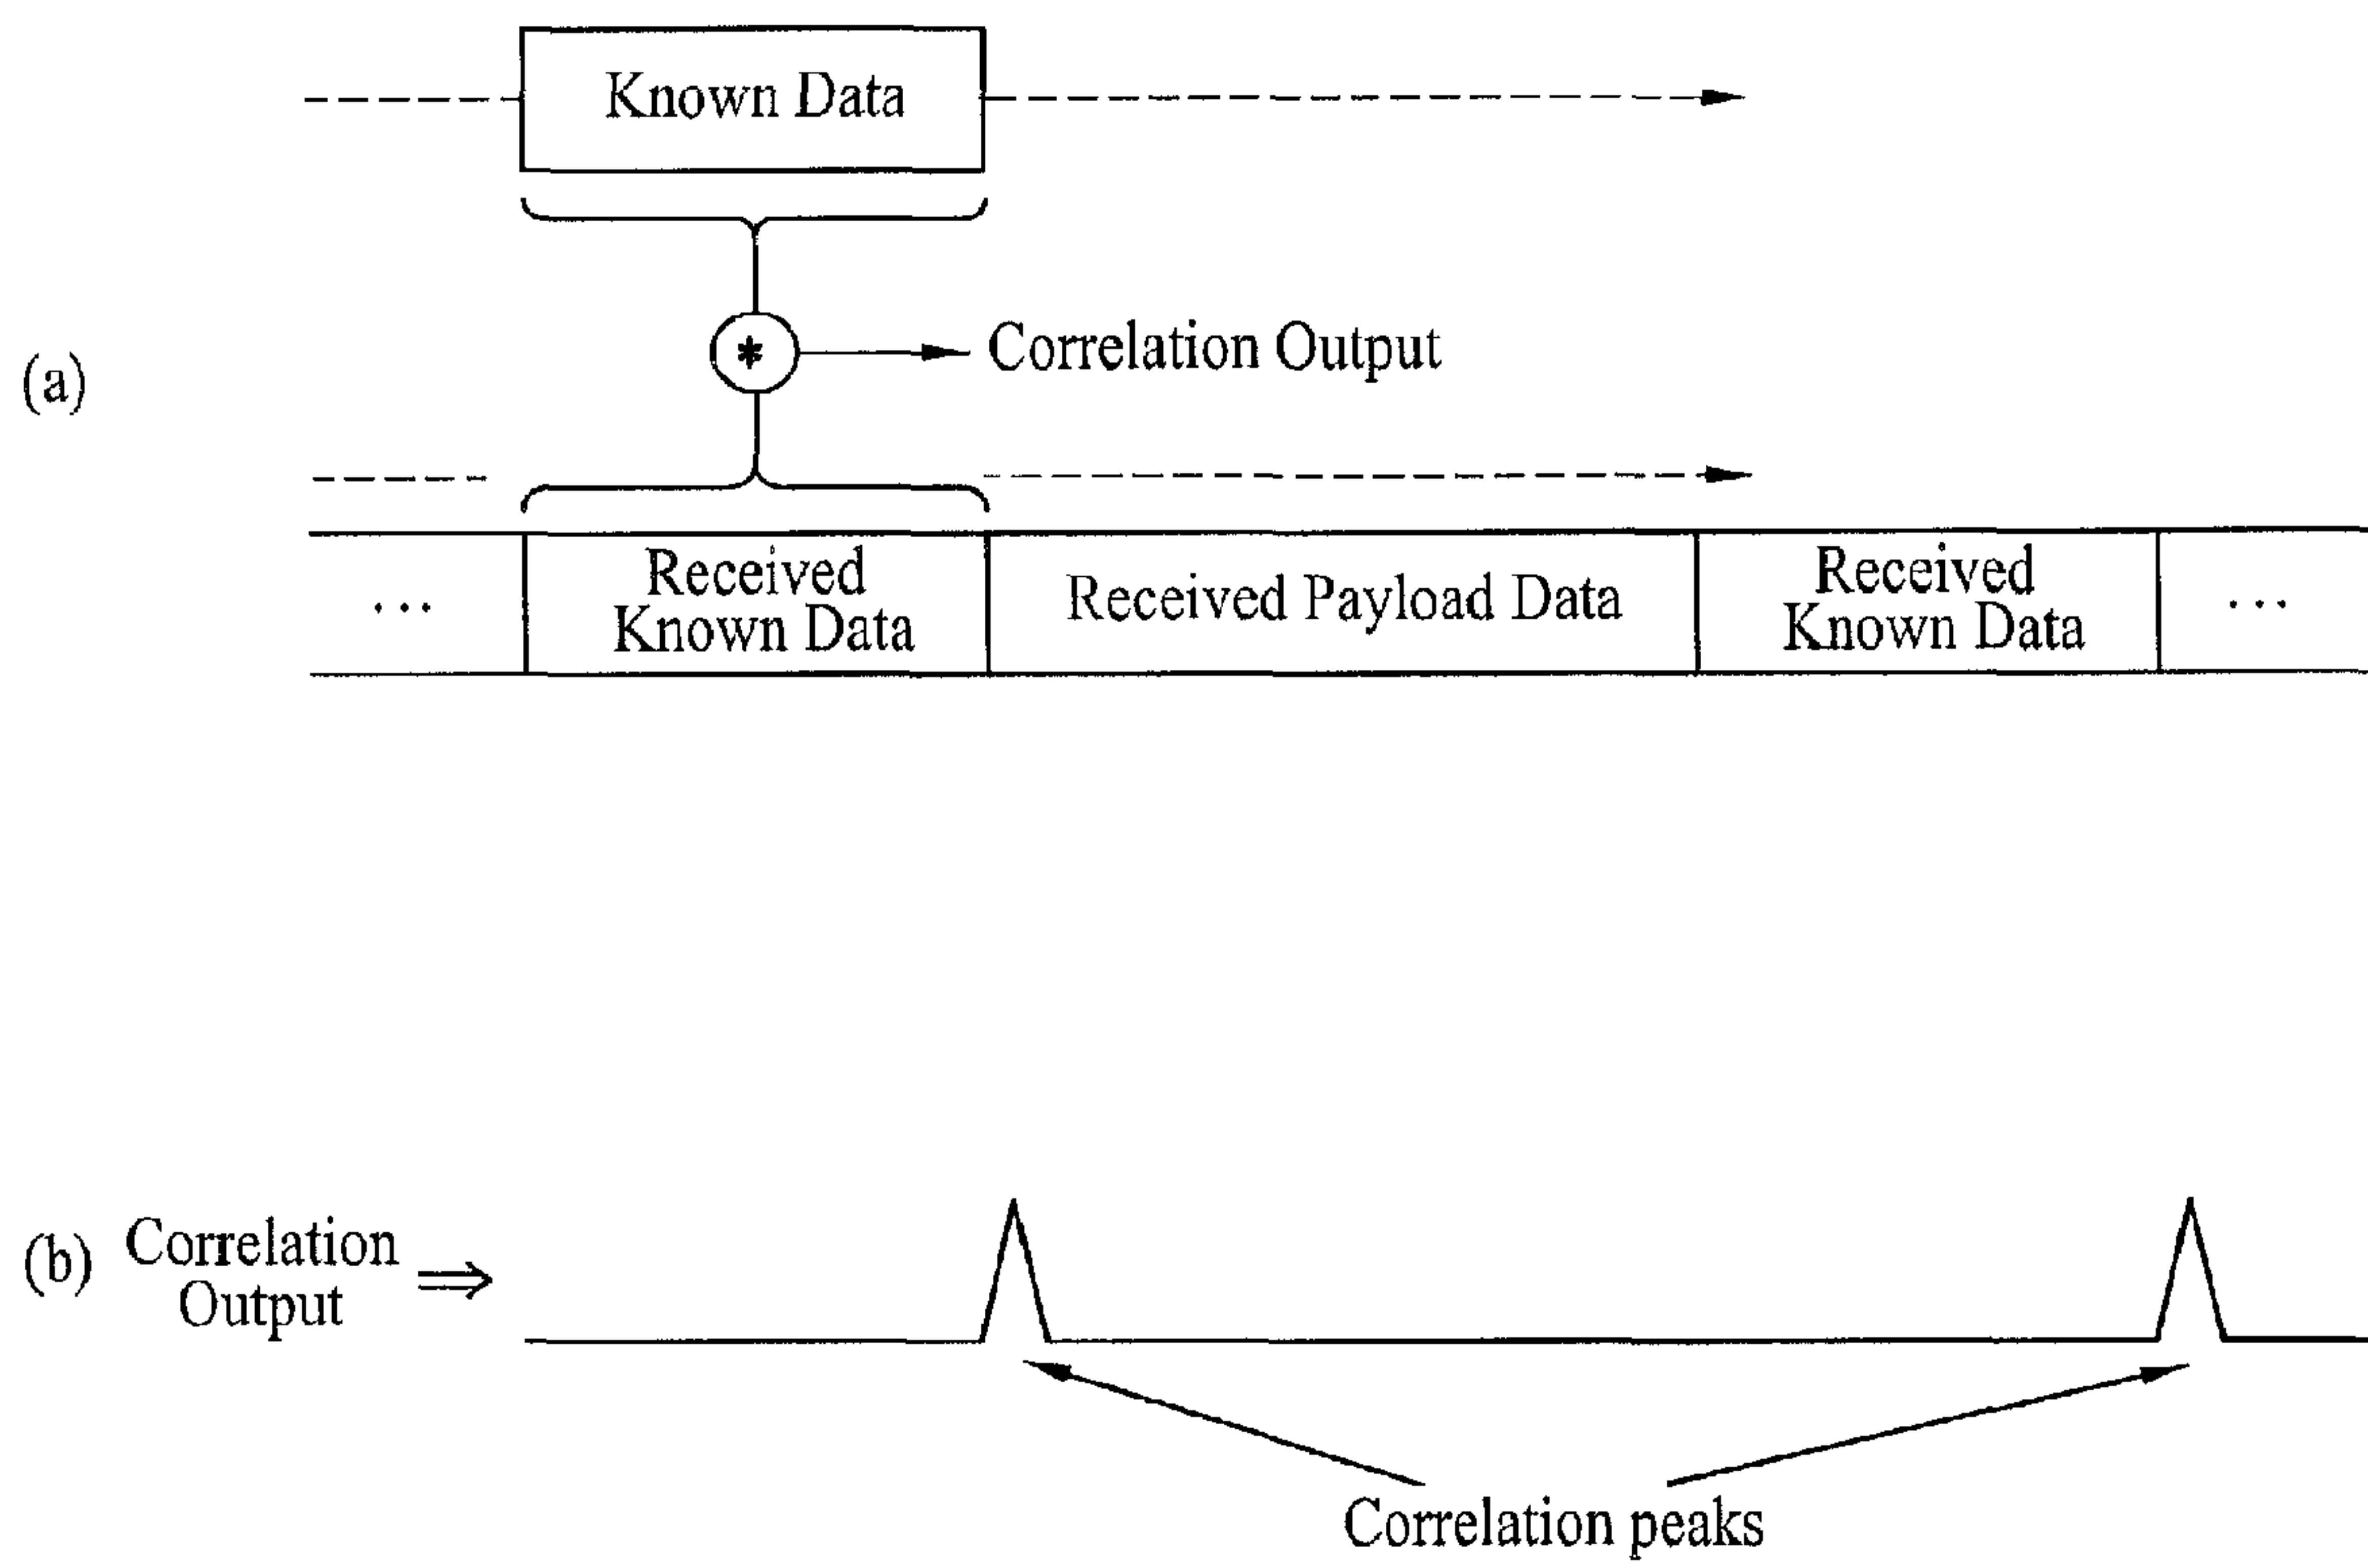 Known Data
*
Correlation Output
(a)
...
Received
Known Data
Received Payload Data
Received
Known Data
...
(b)
Correlation
Output
Correlation peaks